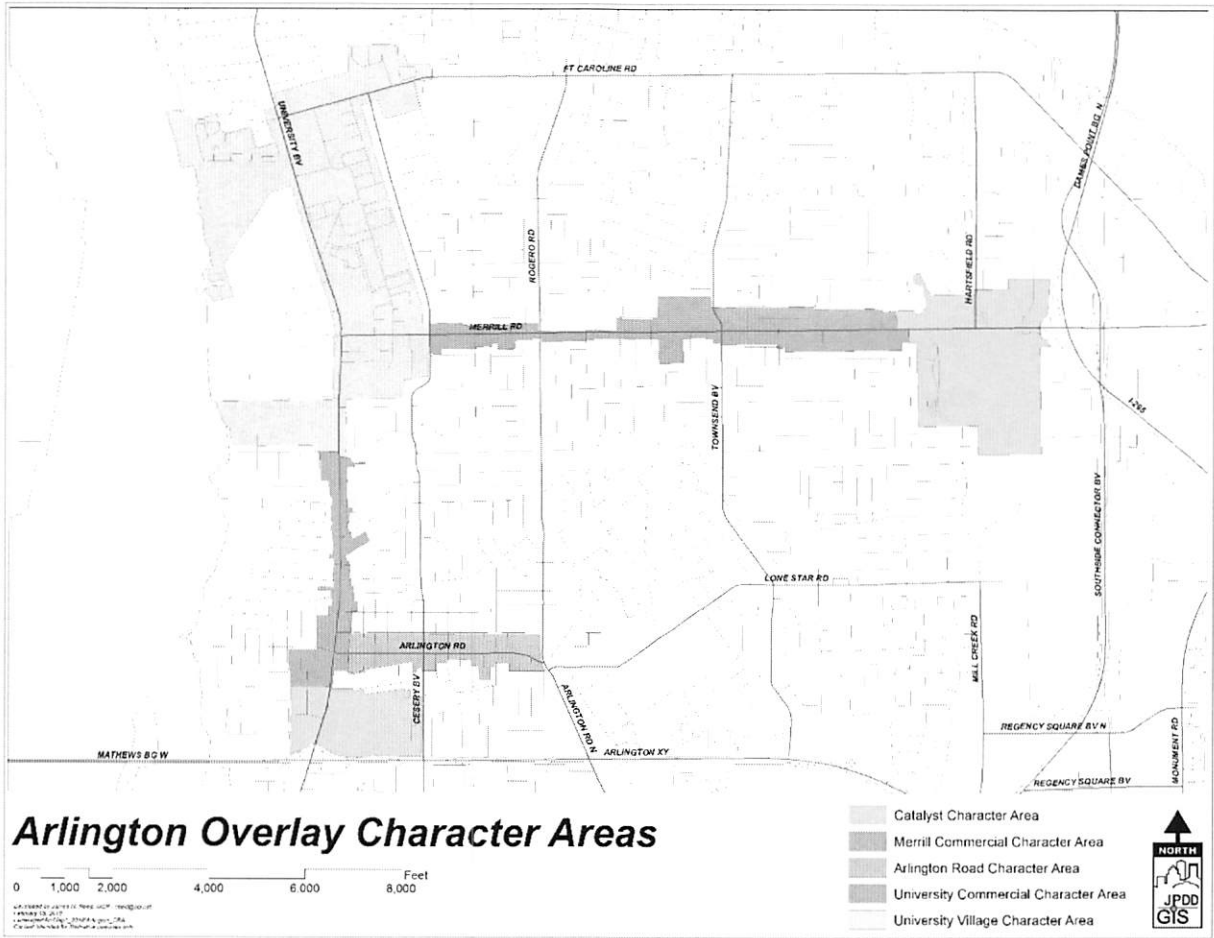 FT CAROLINE RD
UNIVERSITY BV
DAMES POINT BG N
ROGERO RD
HARTSFIELD RD
MERRILL RD
TOWNSEND BV
I-295
SOUTHSIDE CONNECTOR BV
LONE STAR RD
ARLINGTON RD
MILL CREEK RD
CESERY BV
ARLINGTON RD N
REGENCY SQUARE BV N
MONUMENT RD
MATHEWS BG W
ARLINGTON XY
REGENCY SQUARE BV
Arlington Overlay Character Areas
Feet
0 1,000 2,000 4,000 6,000 8,000
Catalyst Character Area
Merrill Commercial Character Area
Arlington Road Character Area
University Commercial Character Area
University Village Character Area
NORTH
JPDD
GIS